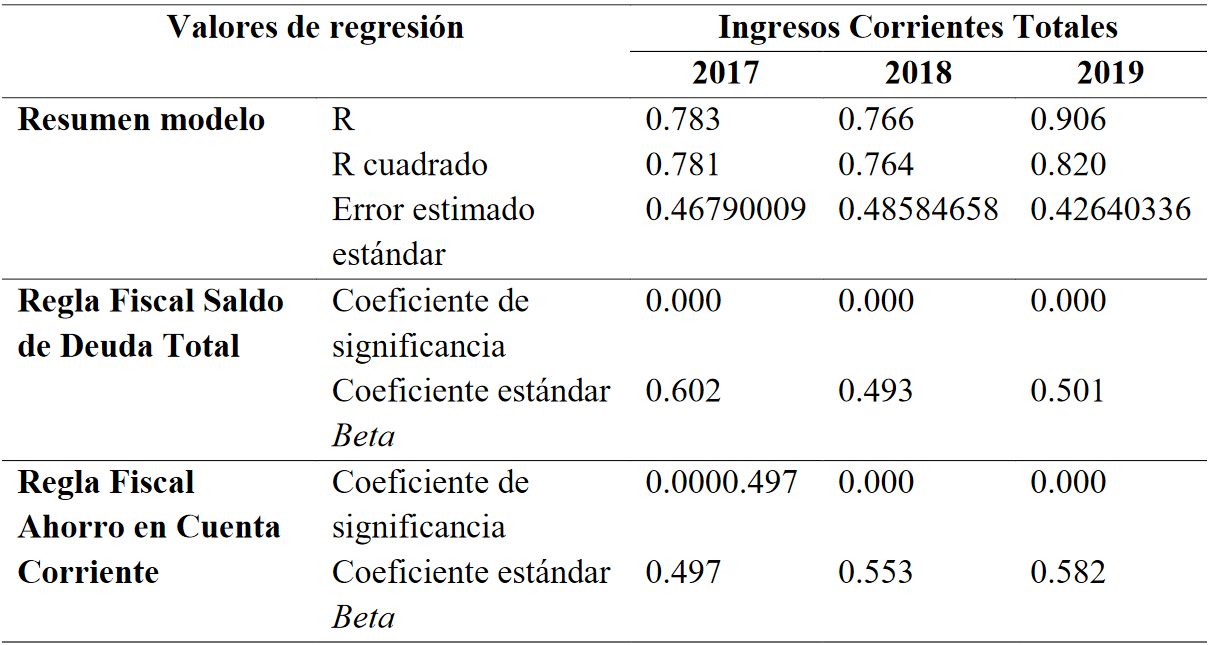 Valores de regresión Ingresos Corrientes Totales
2017 2018 2019
Resumen modelo R 0.783 0.766 0.906
R cuadrado 0.781 0.764 0.820
Error estimado 0.46790009 0.48584658 0.42640336
estándar
Regla Fiscal Saldo Coeficiente de 0.000 0.000 0.000
de Deuda Total significancia
Coeficiente estándar 0.602 0.493 0.501
Beta
Regla Fiscal Coeficiente de 0.0000.497 0.000 0.000
Ahorro en Cuenta significancia
Corriente Coeficiente estándar 0.497 0.553 0.582
Beta